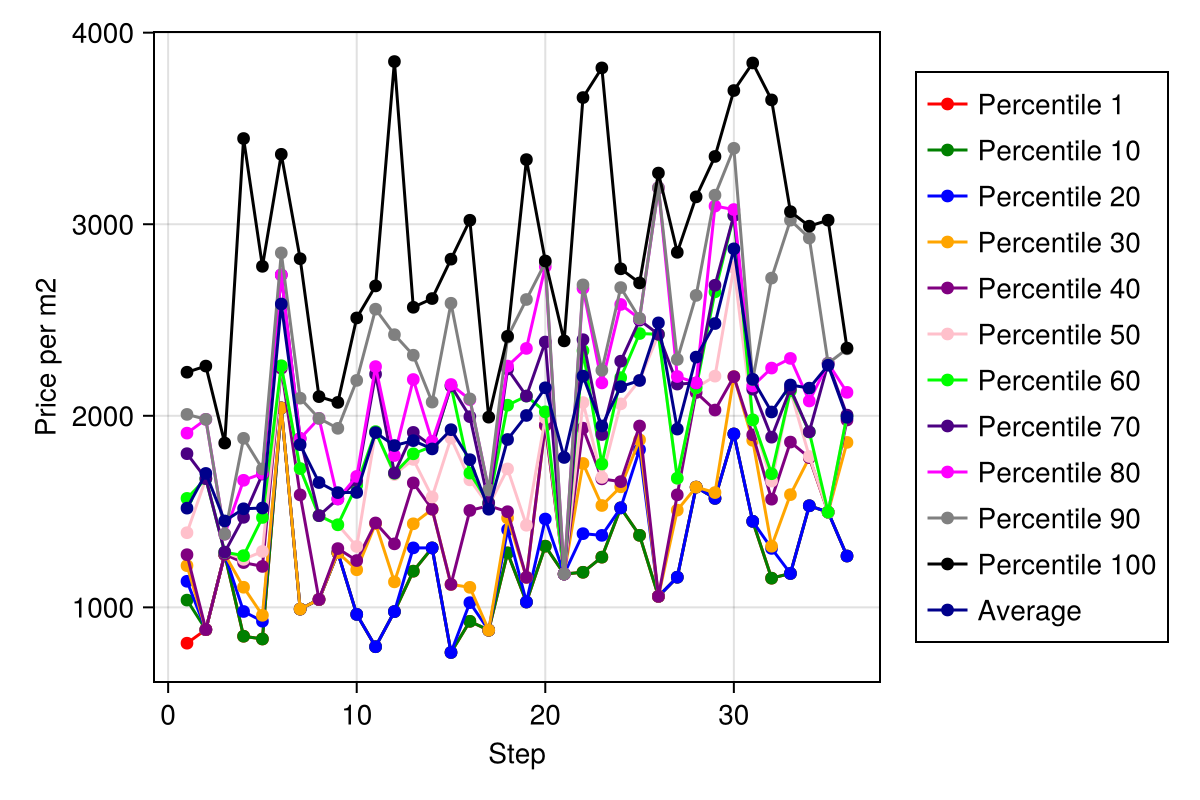 4000
3000
2000
1000
Price per m2
0
10
20
30
Step
Percentile 1
Percentile 10
Percentile 20
Percentile 30
Percentile 40
Percentile 50
Percentile 60
Percentile 70
Percentile 80
Percentile 90
Percentile 100
Average